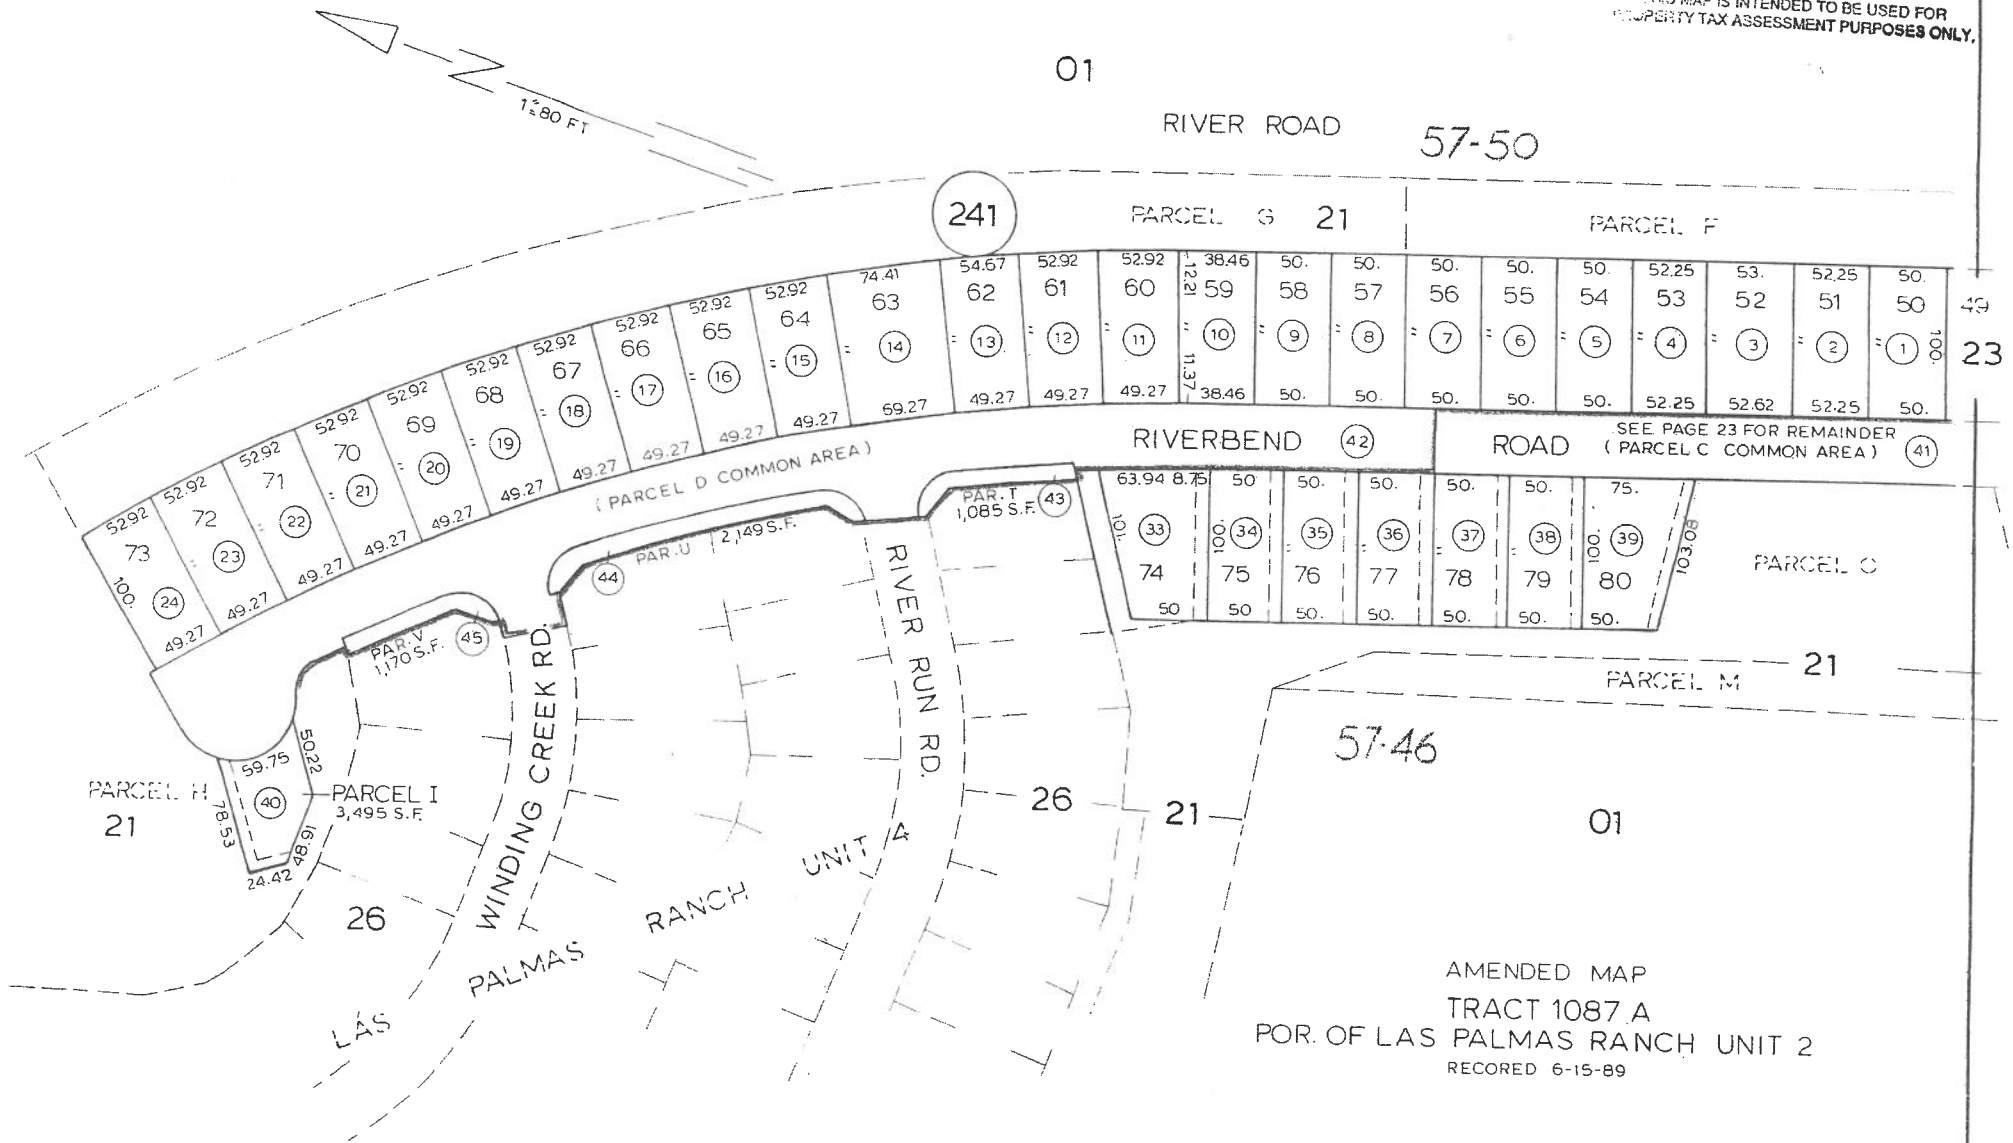 MAP IS INTENDED TO BE USED FOR
PROPERTY TAX ASSESSMENT PURPOSES ONLY.
1"=80 FT
01
RIVER ROAD
57-50
241
PARCEL G 21
PARCEL F
74.41 54.67 52.92 52.92 38.46 50. 50. 50. 50. 50. 52.25 53. 52.25 50.
63 62 61 60 12.21 59 58 57 56 55 54 53 52 51 50 49
= 14 = 13 = 12 = 11 = 10 = 9 = 8 = 7 = 6 = 5 = 4 = 3 = 2 = 1 100. 23
69.27 49.27 49.27 49.27 11.37 38.46 50. 50. 50. 50. 50. 52.25 52.62 52.25 50.
52.92 52.92 52.92 52.92 52.92 52.92 52.92 52.92 52.92 52.92
73 72 71 70 69 68 67 66 65 64
100. 24 = 23 = 22 = 21 = 20 = 19 = 18 = 17 = 16 = 15
49.27 49.27 49.27 49.27 49.27 49.27 49.27 49.27 49.27 49.27
(PARCEL D COMMON AREA)
RIVERBEND 42 ROAD
SEE PAGE 23 FOR REMAINDER
(PARCEL C COMMON AREA) 41
63.94 8.75 50 50. 50. 50. 50. 75.
101. 33 100. 34 = 35 = 36 = 37 = 38 100. 39 103.08
74 75 76 77 78 79 80
50 50 50. 50. 50. 50. 50.
PAR. T 43
1,085 S.F.
PAR. U 2,149 S.F.
44
PAR. V 45
1,170 S.F.
PARCEL C
21
PARCEL M
57-46
01
WINDING CREEK RD.
RIVER RUN RD.
59.75 50.22
40
PARCEL H
21
78.53
PARCEL I
3,495 S.F.
48.91
24.42
26
26
21
LAS PALMAS RANCH UNIT 4
AMENDED MAP
TRACT 1087 A
POR. OF LAS PALMAS RANCH UNIT 2
RECORED 6-15-89